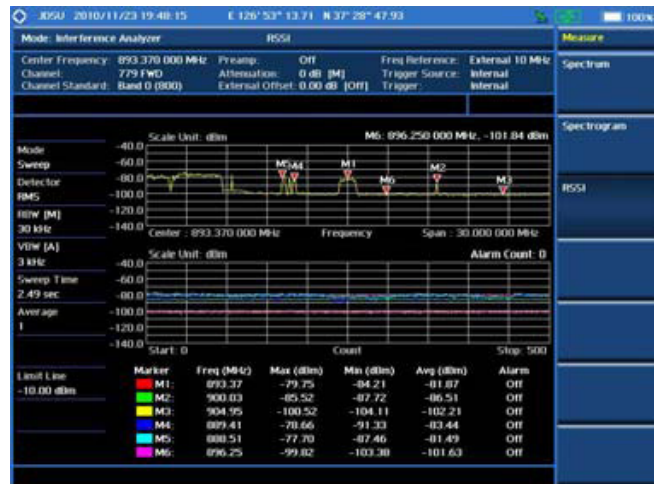 JDSU 2010/11/23 19:48:15 E 126° 53" 13.71 N 37° 28" 47.93 100%
Mode: Interference Analyzer RSSI Measure
Center Frequency: 893.370 000 MHz Preamp: Off Freq Reference: External 10 MHz
Channel: 779 FWD Attenuation: 0 dB [M] Trigger Source: Internal
Channel Standard: Band 0 (800) External Offset: 0.00 dB [Off] Trigger: Internal
Spectrum
Spectrogram
RSSI
Mode
Sweep
Detector
RMS
RBW [M]
30 kHz
VBW [A]
3 kHz
Sweep Time
2.49 sec
Average
1
Limit Line
-10.00 dBm
Scale Unit: dBm M6: 896.250 000 MHz, -101.84 dBm
-40.0
-60.0
-80.0
-100.0
-120.0
-140.0
M5 M4 M1 M6 M2 M3
Center : 893.370 000 MHz Frequency Span : 30.000 000 MHz
Scale Unit: dBm Alarm Count: 0
-40.0
-60.0
-80.0
-100.0
-120.0
-140.0
Start: 0 Count Stop: 500
Marker Freq (MHz) Max (dBm) Min (dBm) Avg (dBm) Alarm
M1: 893.37 -79.75 -84.21 -81.87 Off
M2: 900.03 -85.52 -87.72 -86.51 Off
M3: 904.95 -100.52 -104.11 -102.21 Off
M4: 889.41 -78.66 -91.33 -83.44 Off
M5: 888.51 -77.70 -87.46 -81.49 Off
M6: 896.25 -99.82 -103.38 -101.63 Off